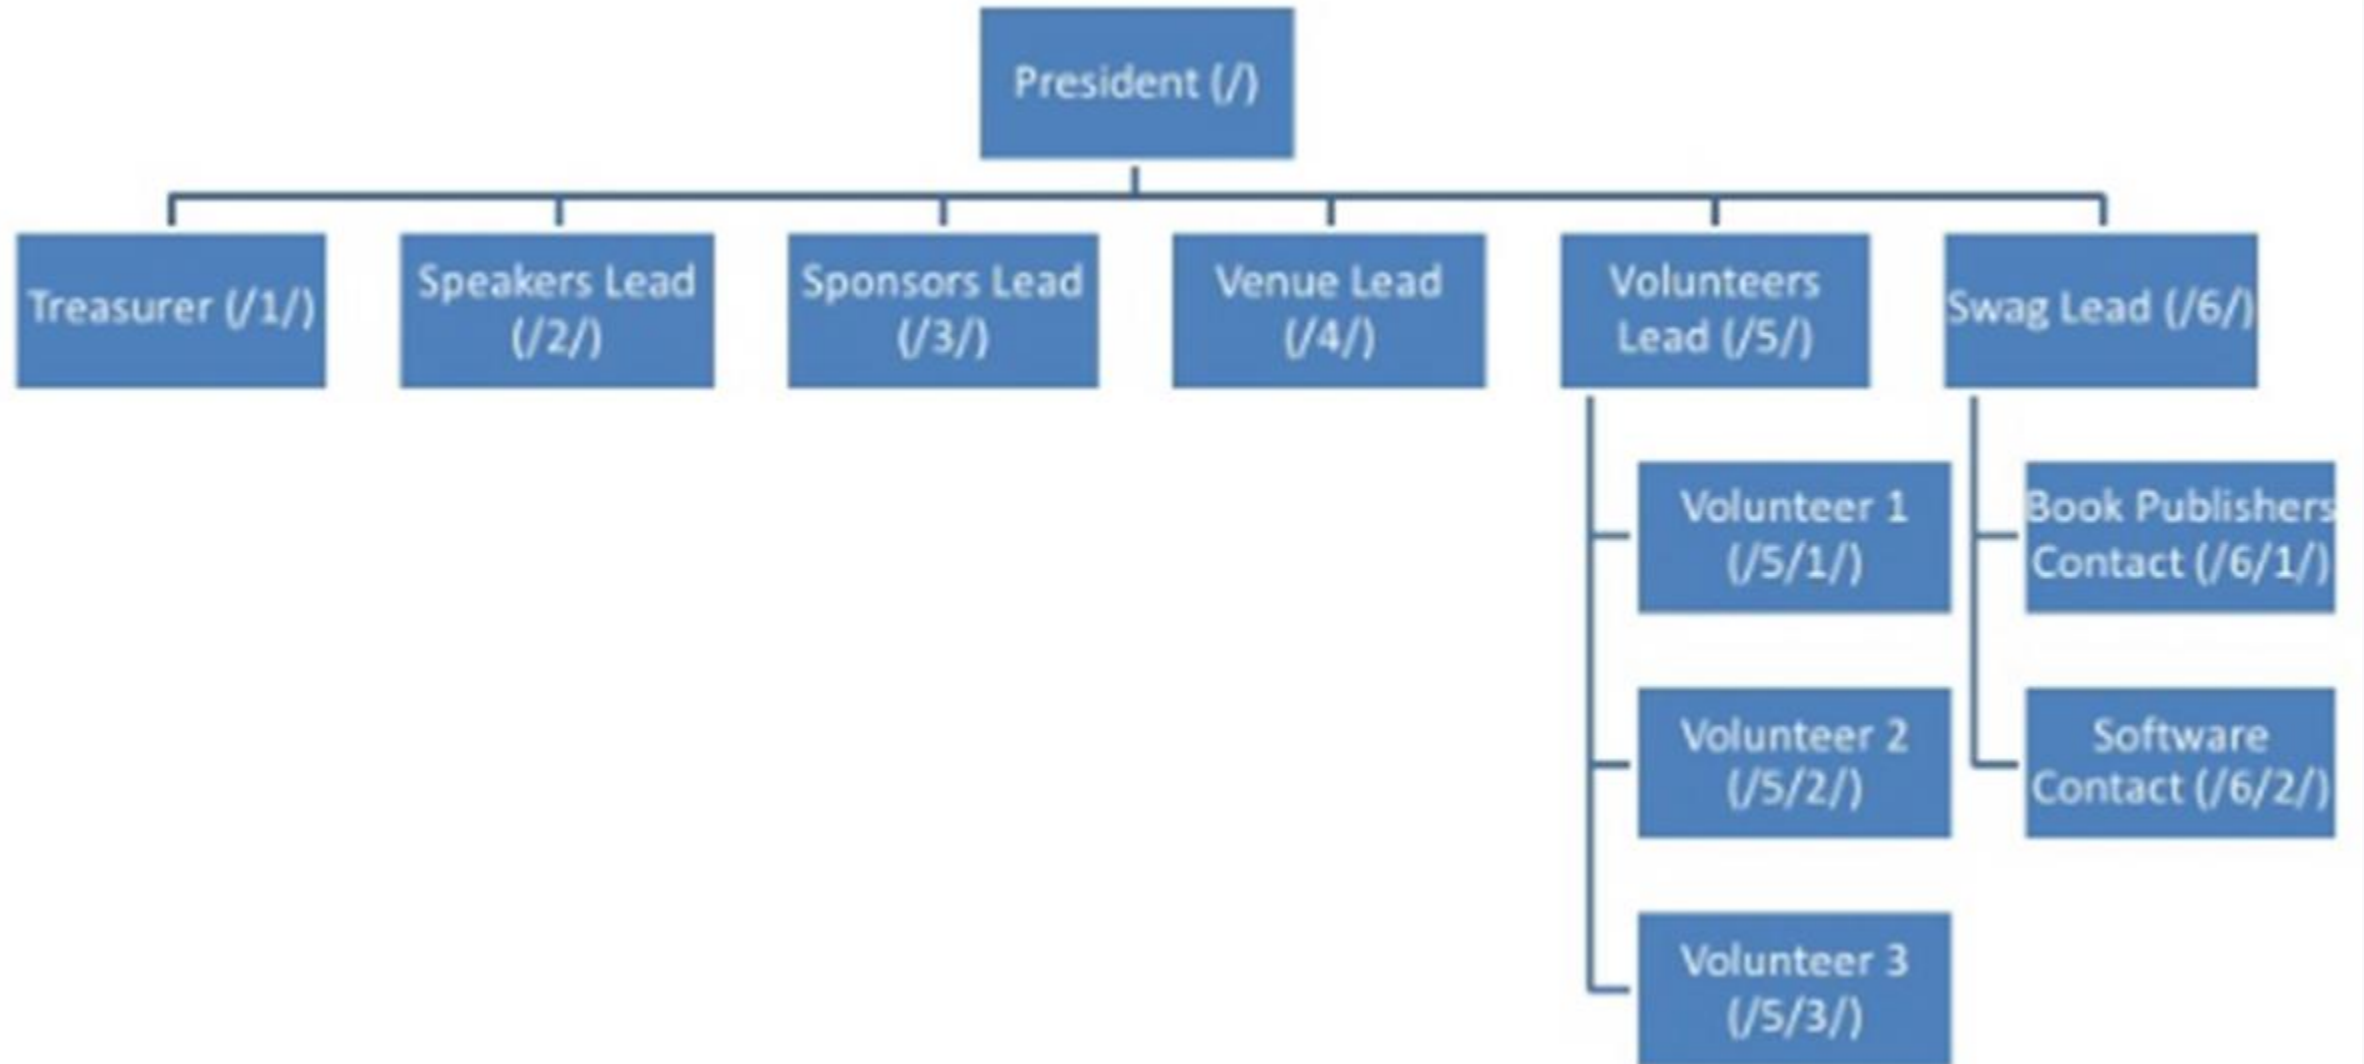 President (/)
Treasurer (/1/)
Speakers Lead
(/2/)
Sponsors Lead
(/3/)
Venue Lead
(/4/)
Volunteers
Lead (/5/)
Swag Lead (/6/)
Volunteer 1
(/5/1/)
Volunteer 2
(/5/2/)
Volunteer 3
(/5/3/)
Book Publishers
Contact (/6/1/)
Software
Contact (/6/2/)